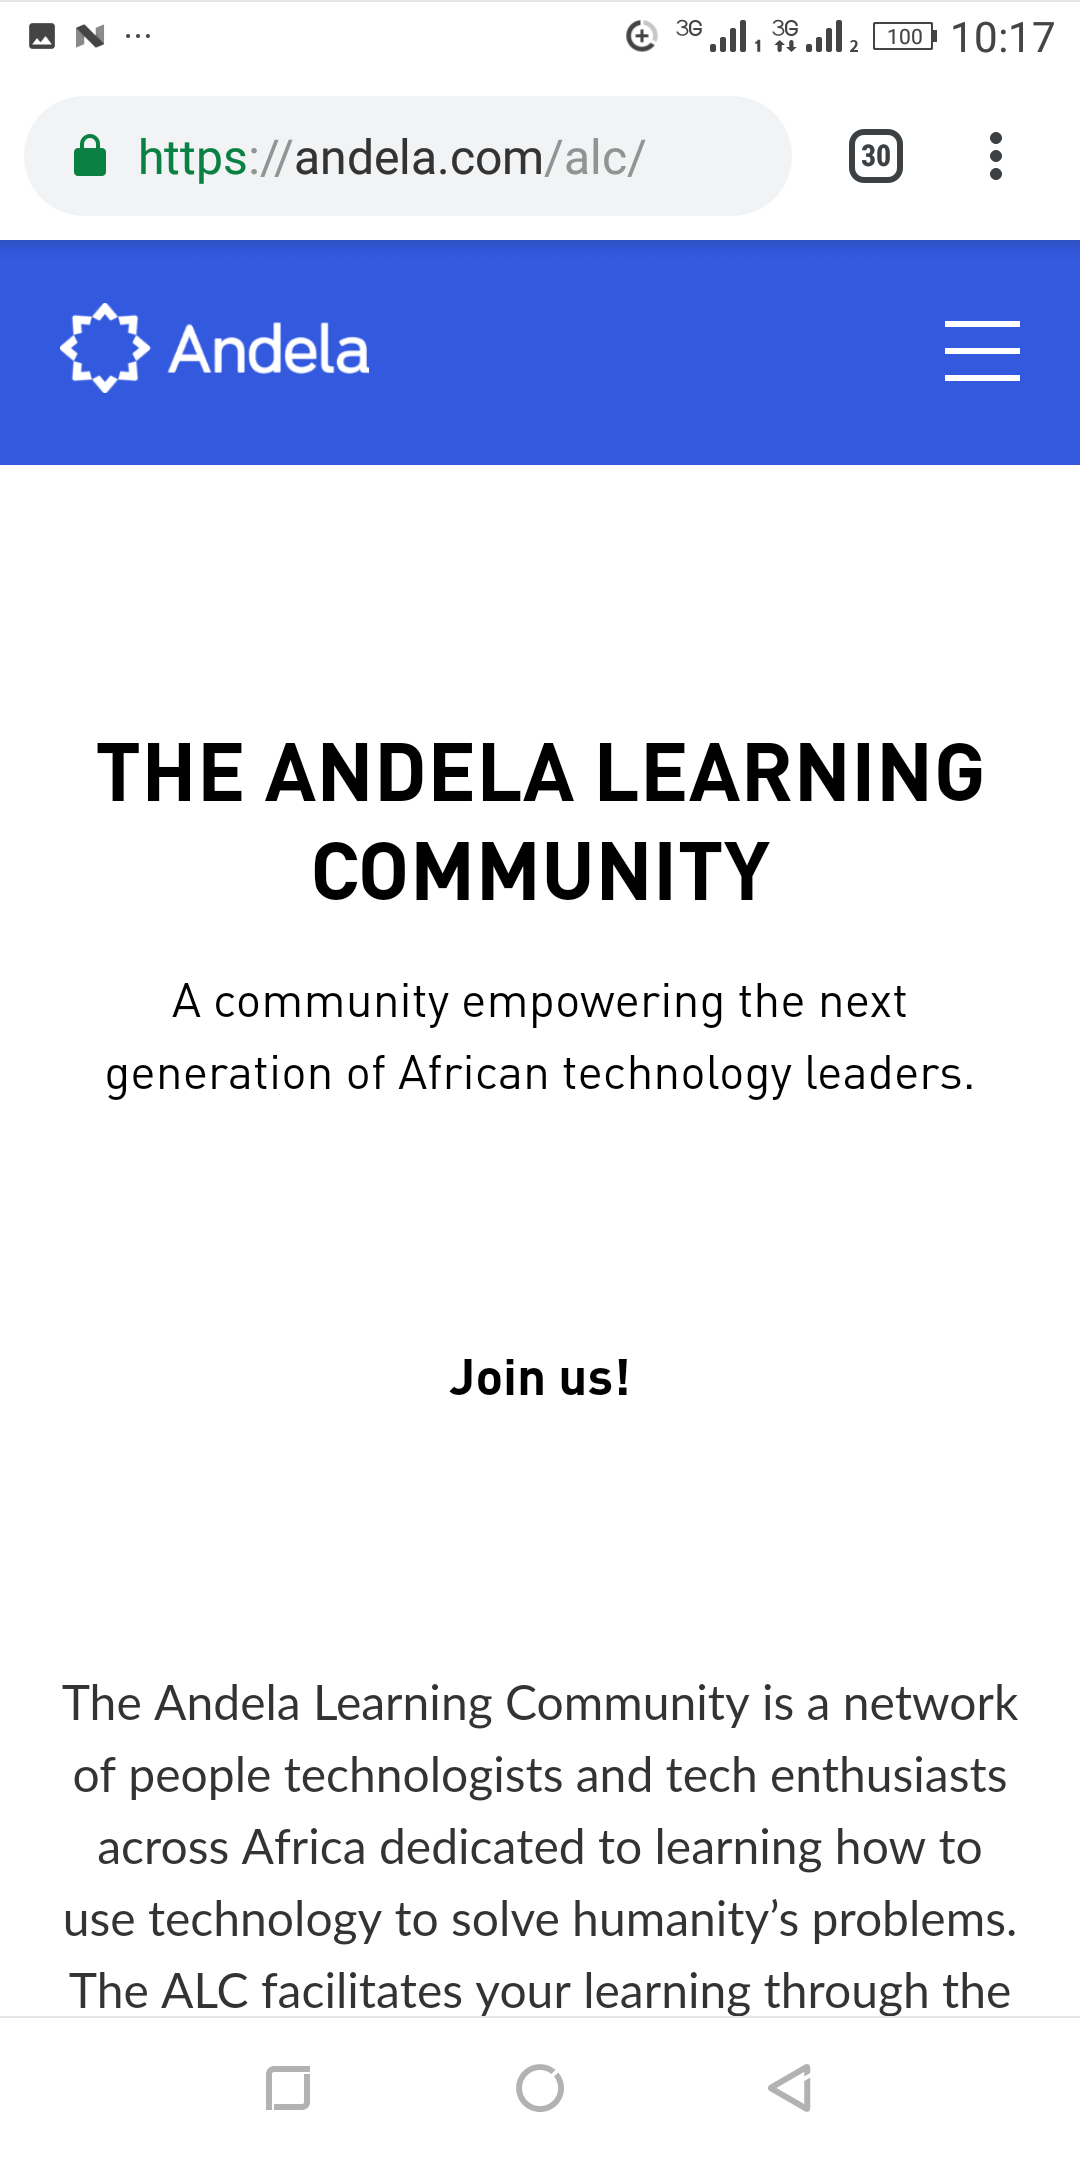 3G 1 3G 2 100 10:17
https://andela.com/alc/ 30
Andela
THE ANDELA LEARNING
COMMUNITY
A community empowering the next
generation of African technology leaders.
Join us!
The Andela Learning Community is a network
of people technologists and tech enthusiasts
across Africa dedicated to learning how to
use technology to solve humanity’s problems.
The ALC facilitates your learning through the